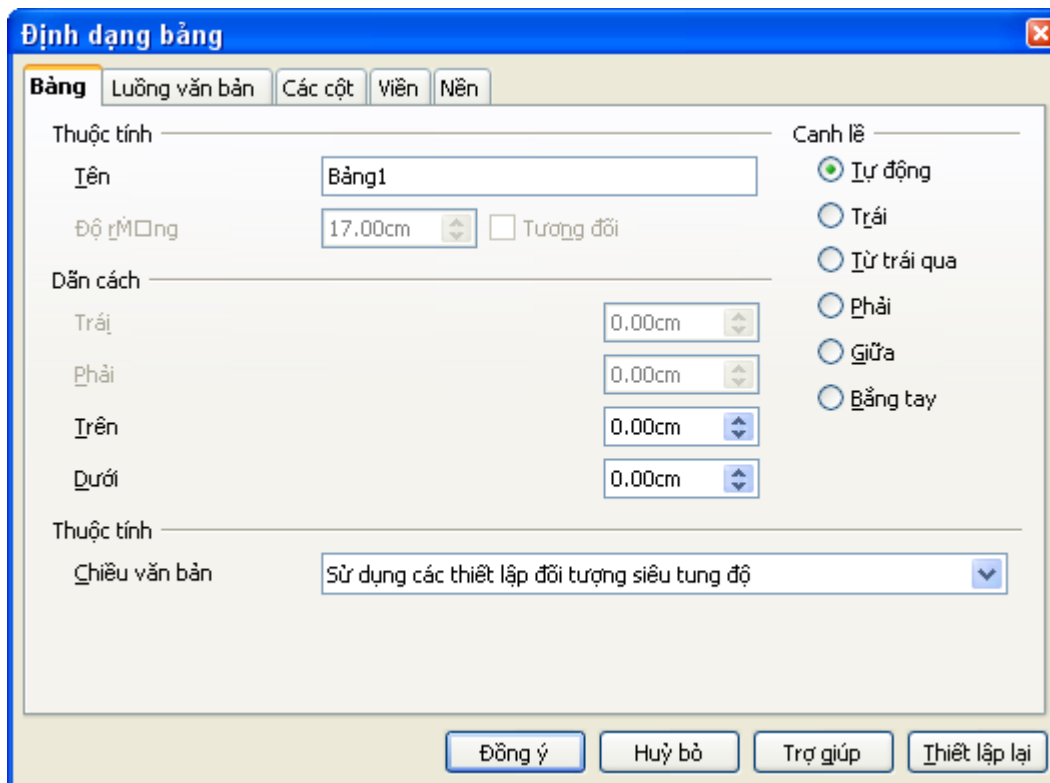 Định dạng bảng
Bảng Luồng văn bản Các cột Viền Nền
Thuộc tính
Tên Bảng1
Độ rṀ□ng 17.00cm Tương đối
Dãn cách
Trái 0.00cm
Phải 0.00cm
Trên 0.00cm
Dưới 0.00cm
Canh lề
Tự động
Trái
Từ trái qua
Phải
Giữa
Bằng tay
Thuộc tính
Chiều văn bản Sử dụng các thiết lập đối tượng siêu tung độ
Đồng ý Huỷ bỏ Trợ giúp Thiết lập lại